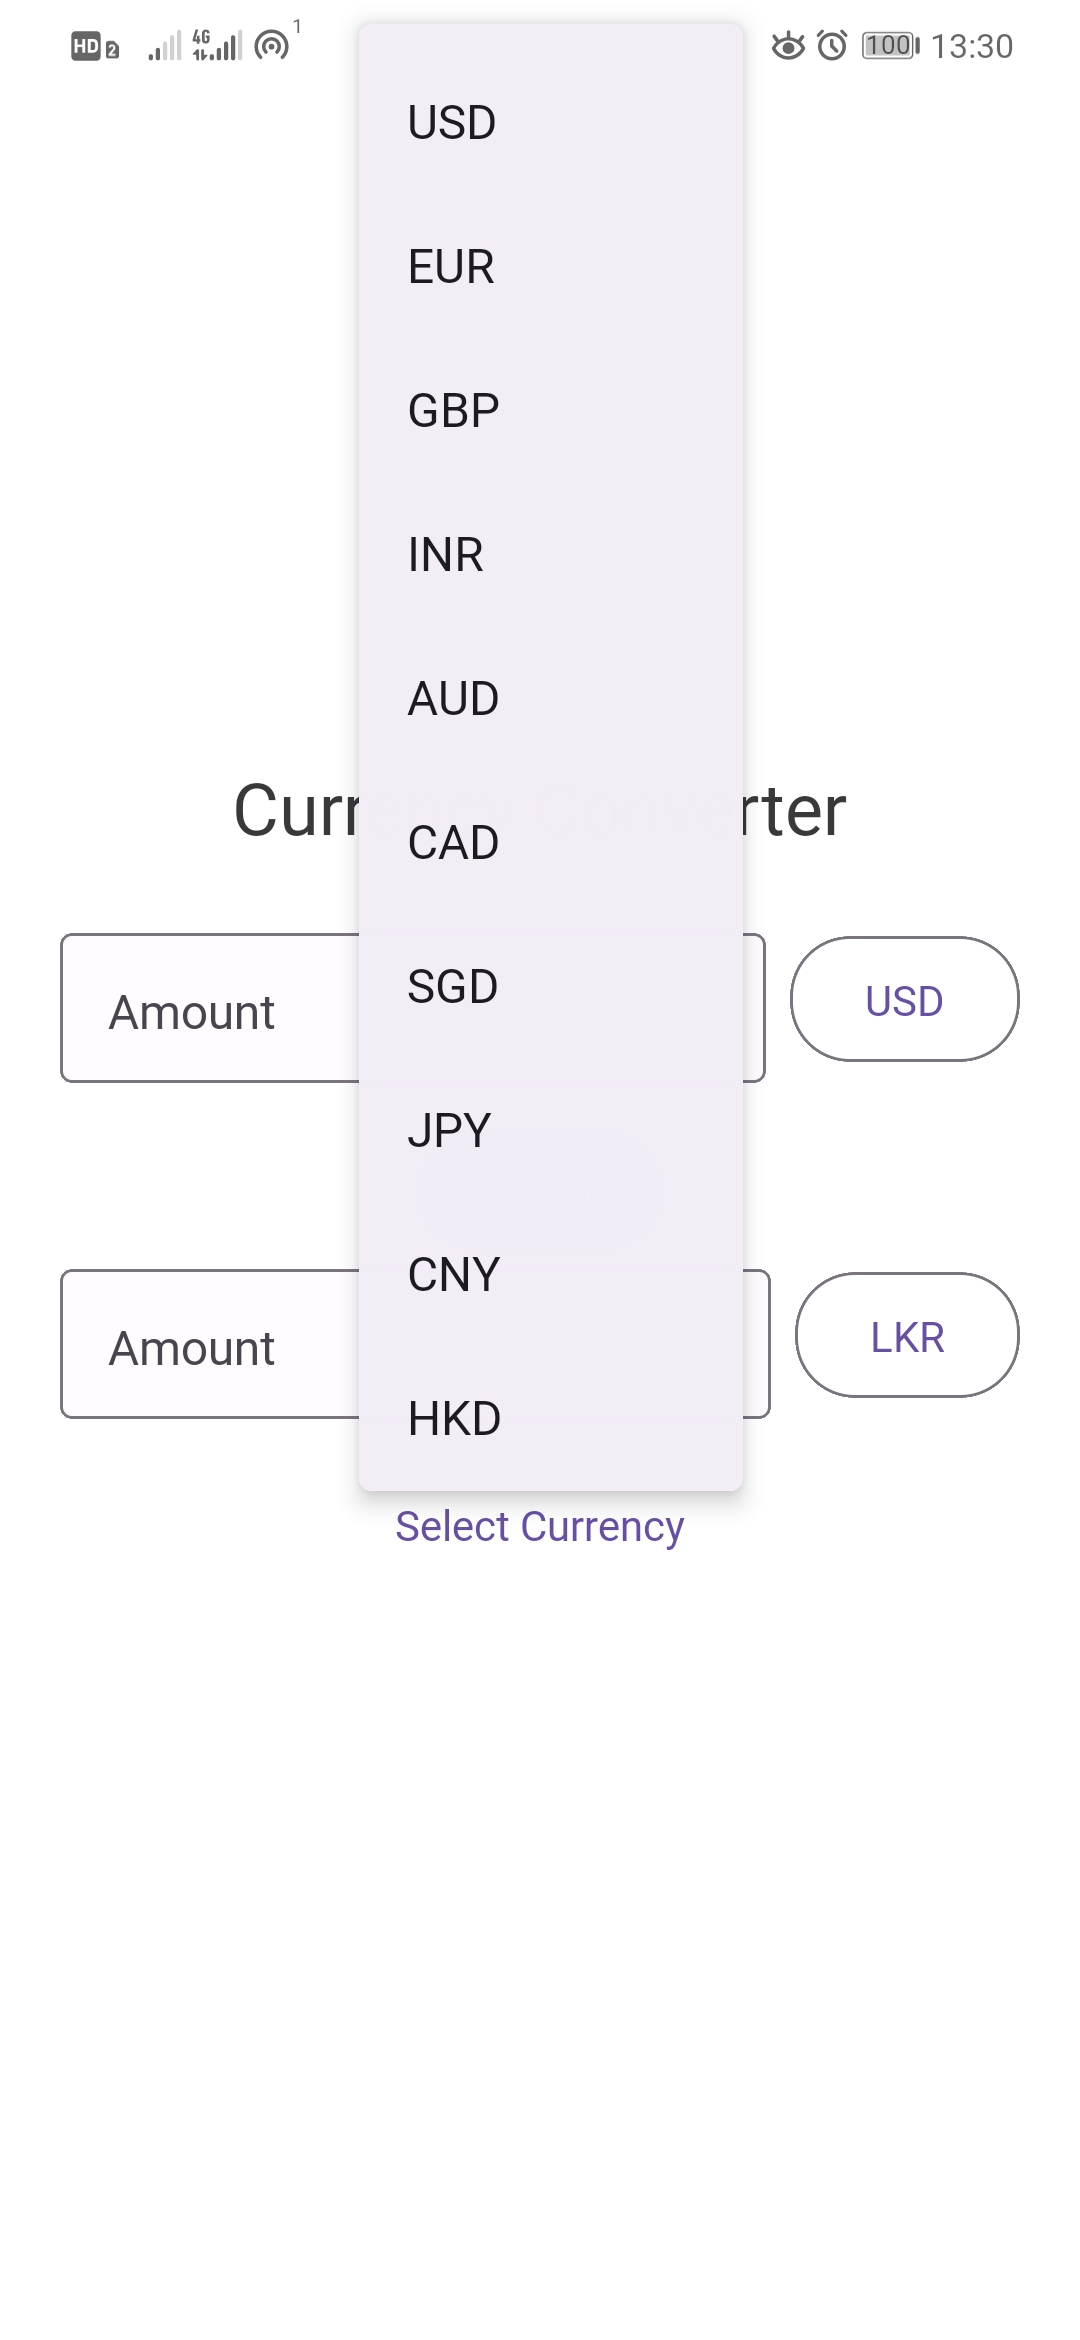 HD 2 4G 1 100 13:30
USD
EUR
GBP
INR
AUD
Curr rter
CAD
SGD
Amount USD
JPY
Swap
CNY
Amount LKR
HKD
Select Currency